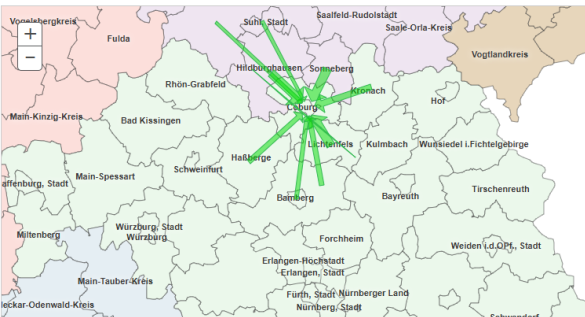 Vogelsbergkreis
Suhl, Stadt
Saalfeld-Rudolstadt
Saale-Orla-Kreis
+
Fulda
−
Vogtlandkreis
Hildburghausen
Sonneberg
Rhön-Grabfeld
Kronach
Hof
Coburg
Main-Kinzig-Kreis
Bad Kissingen
Lichtenfels
Kulmbach
Wunsiedel i.Fichtelgebirge
Haßberge
Schweinfurt
Main-Spessart
affenburg, Stadt
Tirschenreuth
Bamberg
Bayreuth
Würzburg, Stadt
Würzburg
Miltenberg
Forchheim
Weiden i.d.OPf., Stadt
Erlangen-Höchstadt
Erlangen, Stadt
Main-Tauber-Kreis
Fürth, Stadt
Nürnberger Land
Neckar-Odenwald-Kreis
Nürnberg, Stadt
Schwandorf